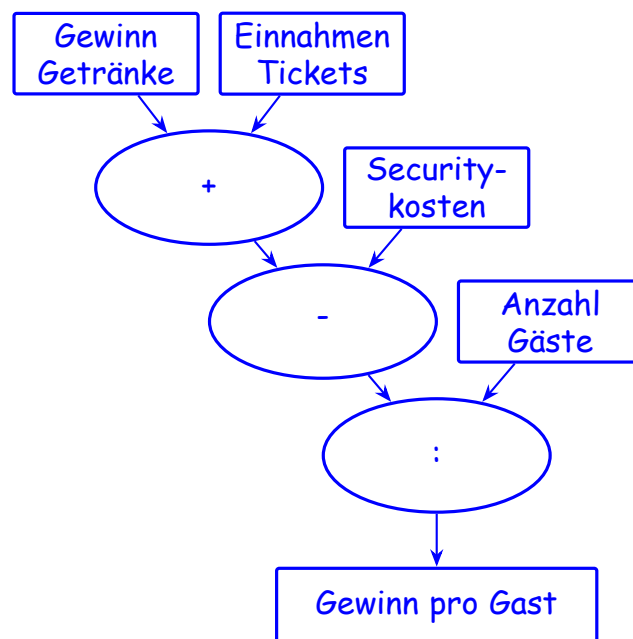 Gewinn
Getränke
Einnahmen
Tickets
+
Security-
kosten
-
Anzahl
Gäste
:
Gewinn pro Gast